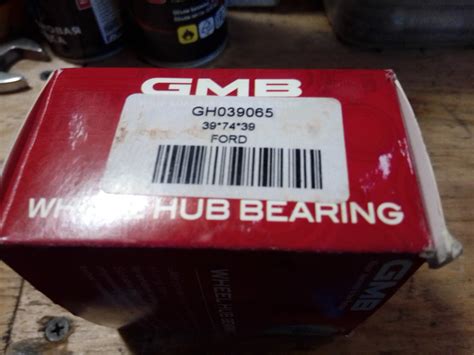 GMB
GH039065
39*74*39
FORD
WHEEL HUB BEARING
GMB